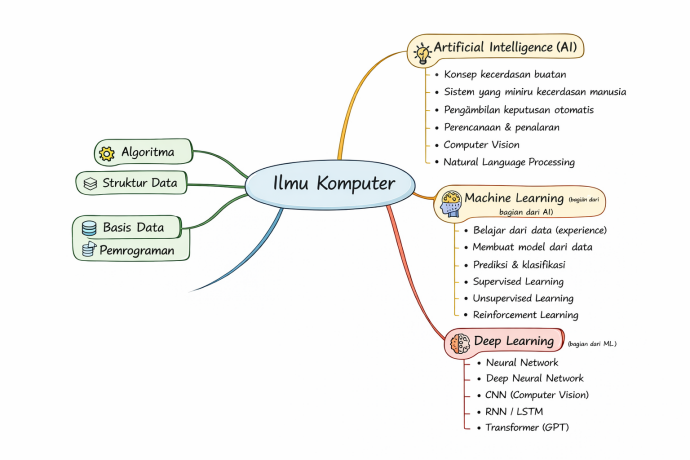 Artificial Intelligence (AI)
• Konsep kecerdasan buatan
• Sistem yang miniru kecerdasan manusia
• Pengambilan keputusan otomatis
• Perencanaan & penalaran
• Computer Vision
• Natural Language Processing
Algoritma
Struktur Data
Basis Data
Pemrograman
Ilmu Komputer
Machine Learning (bagian dari
bagian dari AI)
• Belajar dari data (experience)
• Membuat model dari data
• Prediksi & klasifikasi
• Supervised Learning
• Unsupervised Learning
• Reinforcement Learning
Deep Learning (bagian dari ML)
• Neural Network
• Deep Neural Network
• CNN (Computer Vision)
• RNN / LSTM
• Transformer (GPT)